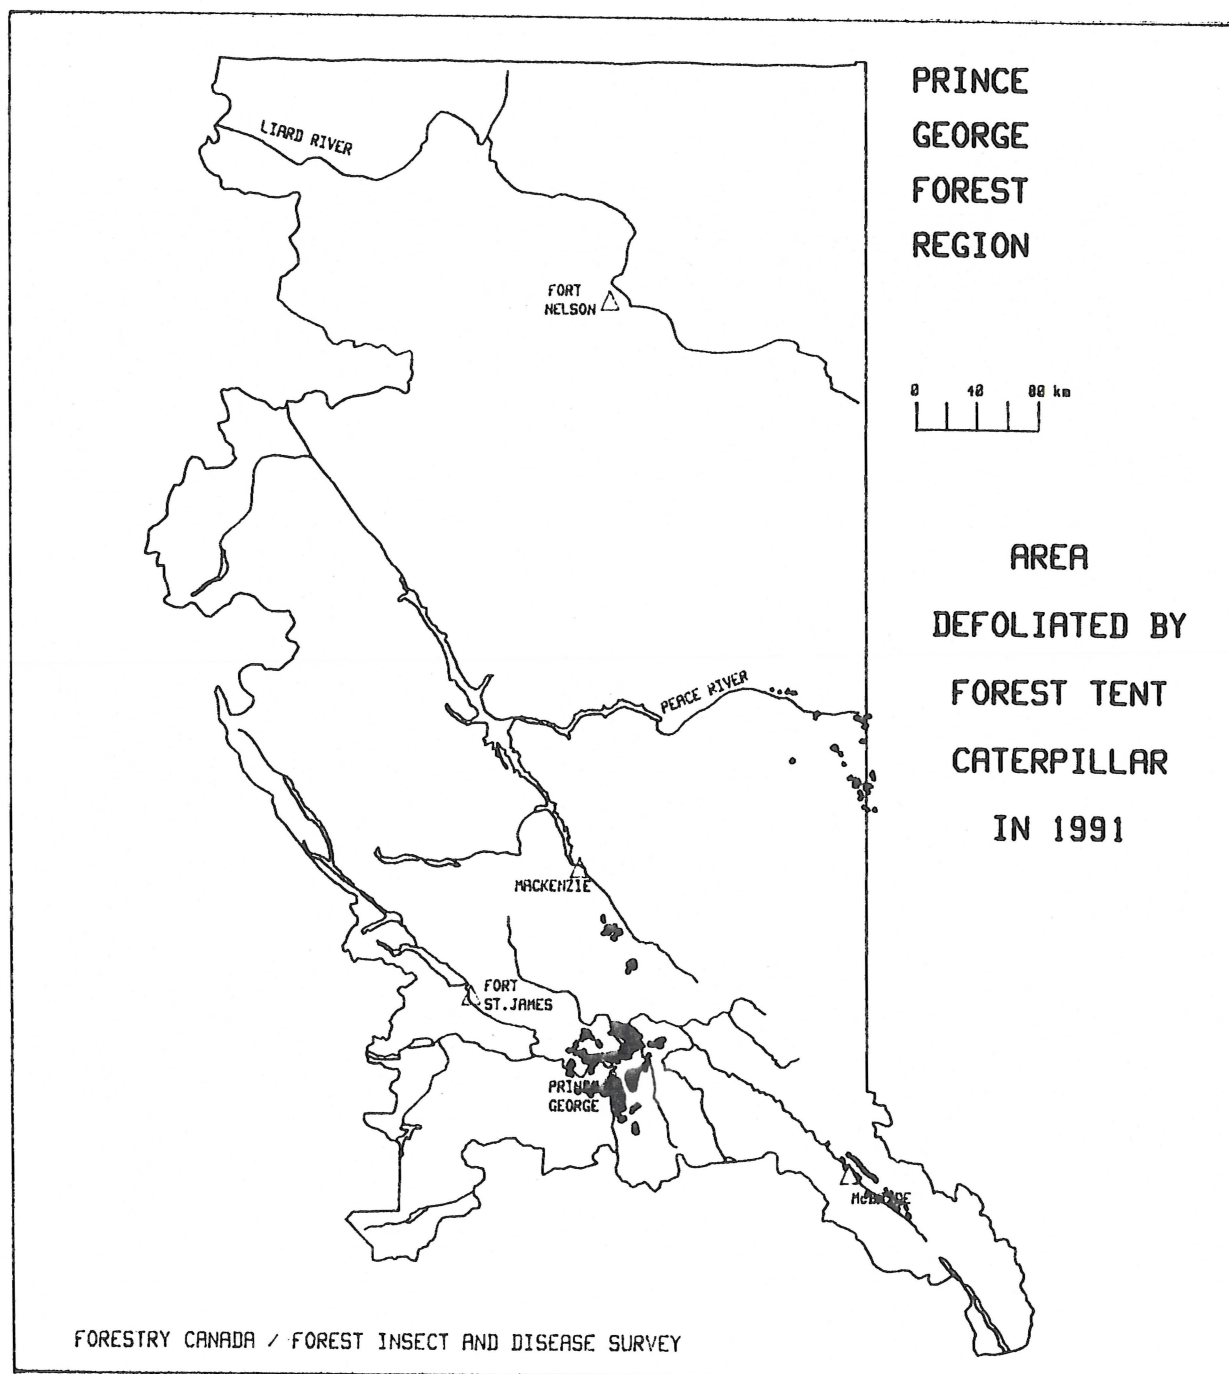 PRINCE
GEORGE
FOREST
REGION
LIARD RIVER
FORT
NELSON
0 40 80 km
AREA
DEFOLIATED BY
FOREST TENT
CATERPILLAR
IN 1991
PEACE RIVER
MACKENZIE
FORT
ST.JAMES
GEORGE
FORESTRY CANADA / FOREST INSECT AND DISEASE SURVEY